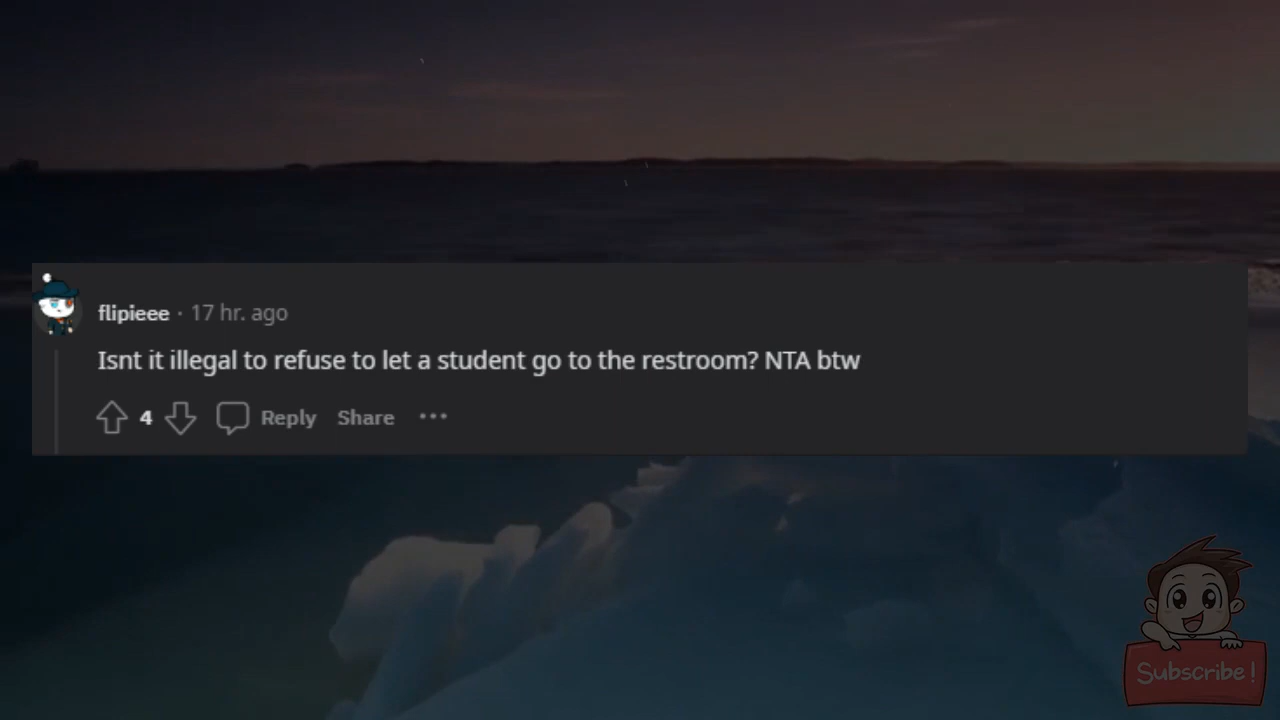 flipieee · 17 hr. ago
Isnt it illegal to refuse to let a student go to the restroom? NTA btw
4 Reply Share ···
Subscribe!